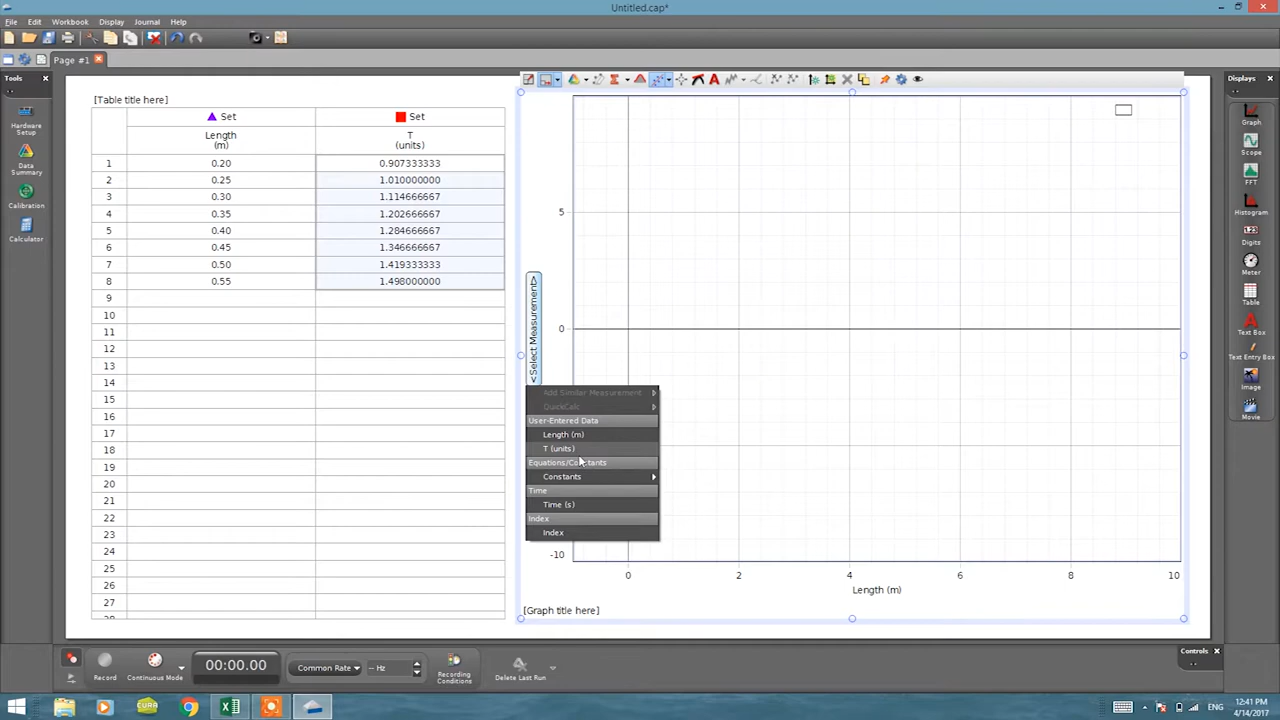 Untitled.cap*
File Edit Workbook Display Journal Help
Page #1
Tools
Hardware Setup
Data Summary
Calibration
Calculator
[Table title here]
Set Set
Length (m) T (units)
1 0.20 0.907333333
2 0.25 1.010000000
3 0.30 1.114666667
4 0.35 1.202666667
5 0.40 1.284666667
6 0.45 1.346666667
7 0.50 1.419333333
8 0.55 1.498000000
9
10
11
12
13
14
15
16
17
18
19
20
21
22
23
24
25
26
27
28
5
0
-10
<Select Measurement>
Add Similar Measurement
QuickCalc
User-Entered Data
Length (m)
T (units)
Equations/Constants
Constants
Time
Time (s)
Index
Index
0 2 4 6 8 10
Length (m)
[Graph title here]
Displays
Graph
Scope
FFT
Histogram
Digits
Meter
Table
Text Box
Text Entry Box
Image
Movie
Record
Continuous Mode
00:00.00
Common Rate
-- Hz
Recording Conditions
Delete Last Run
Controls
CURA
ENG
12:41 PM
4/14/2017